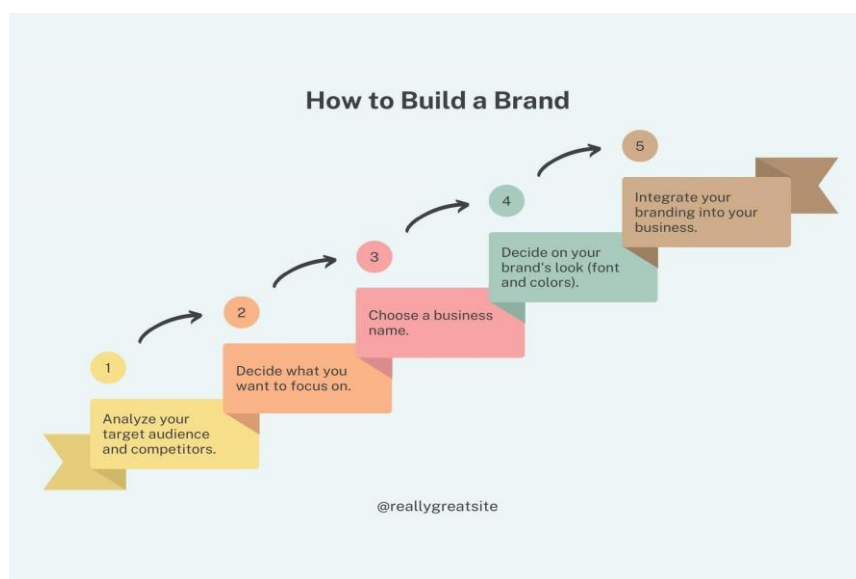 How to Build a Brand
1
Analyze your
target audience
and competitors.
2
Decide what you
want to focus on.
3
Choose a business
name.
4
Decide on your
brand's look (font
and colors).
5
Integrate your
branding into your
business.
@reallygreatsite